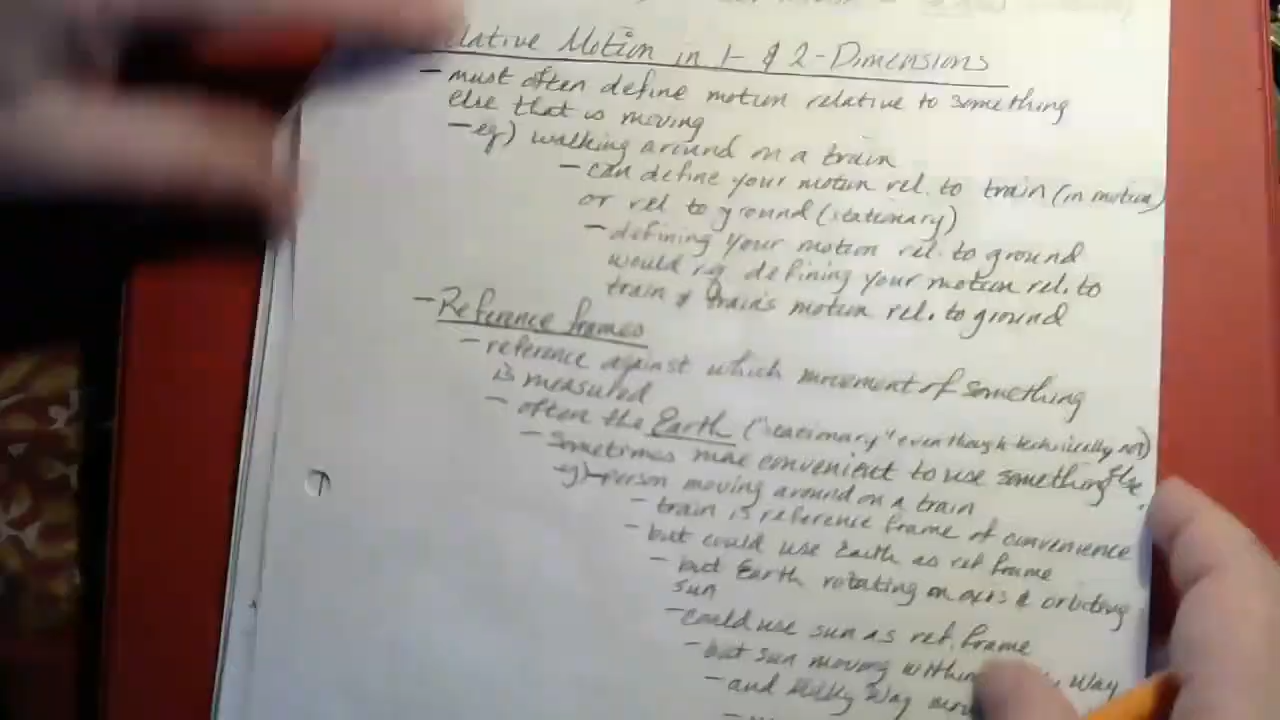 lative Motion in 1- & 2-Dimensions
- must often define motion relative to something
else that is moving
- eg) walking around on a train
- can define your motion rel. to train (in motion)
or rel to ground (stationary)
- defining your motion rel. to ground
would rq defining your motion rel. to
train & train's motion rel. to ground
- Reference frames
- reference against which movement of something
is measured
- often the Earth ("stationary" even though technically not)
- sometimes more convenient to use something else
eg) - person moving around on a train
- train is reference frame of convenience
- but could use Earth as ref frame
- but Earth rotating on axis & orbiting
sun
- could use sun as ref. frame
- but sun moving within Way
- and Milky Way